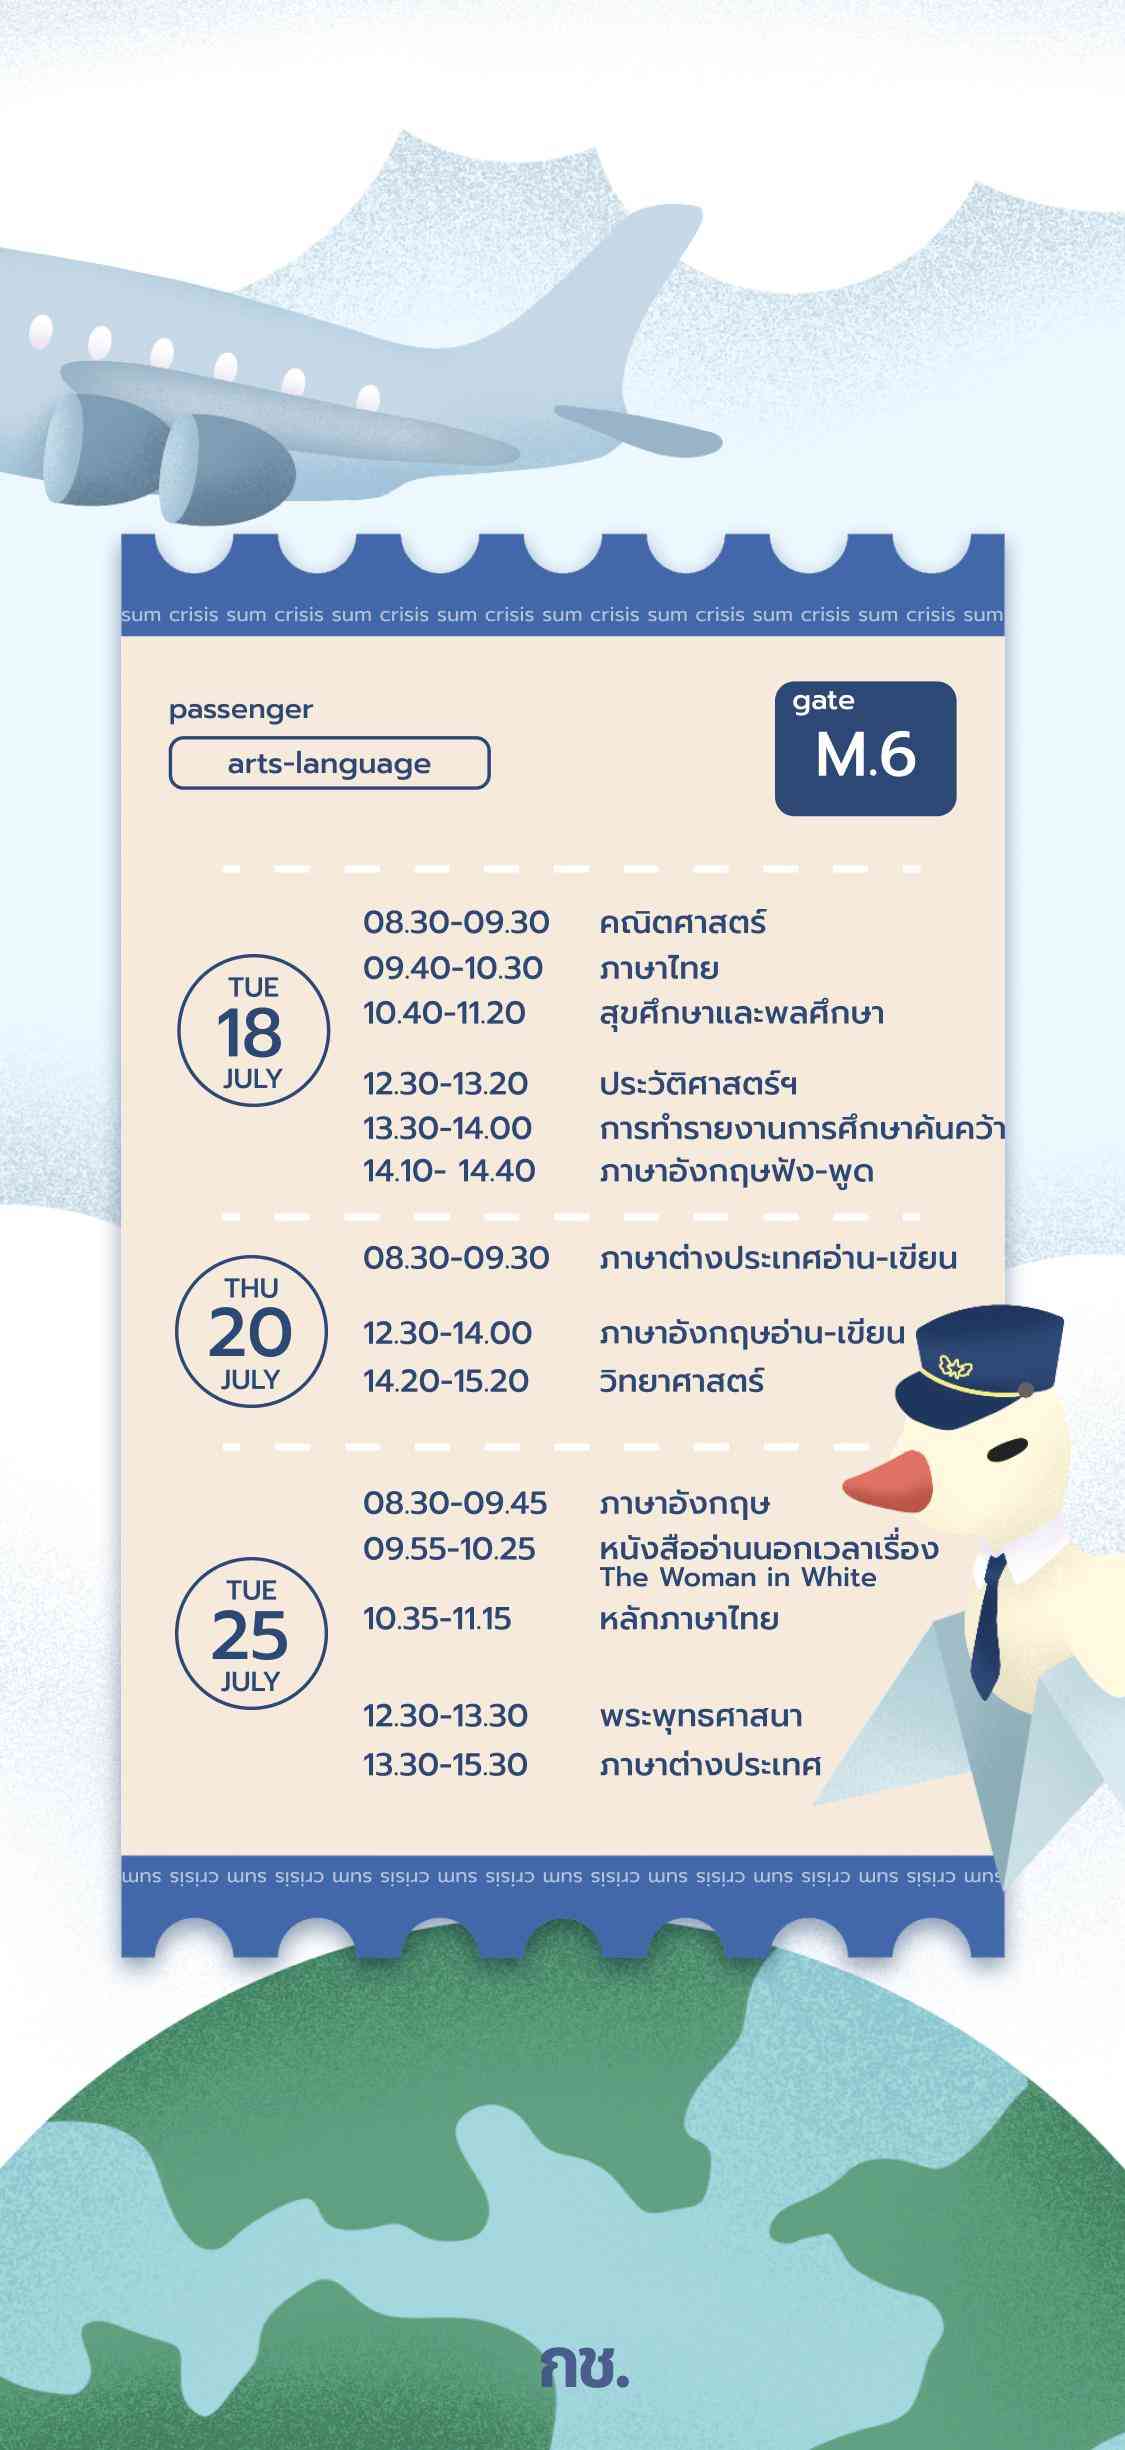 sum crisis sum crisis sum crisis sum crisis sum crisis sum crisis sum crisis sum crisis sum
passenger
arts-language
gate
M.6
TUE
18
JULY
08.30-09.30 คณิตศาสตร์
09.40-10.30 ภาษาไทย
10.40-11.20 สุขศึกษาและพลศึกษา
12.30-13.20 ประวัติศาสตร์ฯ
13.30-14.00 การทำรายงานการศึกษาค้นคว้า
14.10- 14.40 ภาษาอังกฤษฟัง-พูด
THU
20
JULY
08.30-09.30 ภาษาต่างประเทศอ่าน-เขียน
12.30-14.00 ภาษาอังกฤษอ่าน-เขียน
14.20-15.20 วิทยาศาสตร์
TUE
25
JULY
08.30-09.45 ภาษาอังกฤษ
09.55-10.25 หนังสืออ่านนอกเวลาเรื่อง
The Woman in White
10.35-11.15 หลักภาษาไทย
12.30-13.30 พระพุทธศาสนา
13.30-15.30 ภาษาต่างประเทศ
sum crisis sum crisis sum crisis sum crisis sum crisis sum crisis sum crisis sum crisis sum
กช.